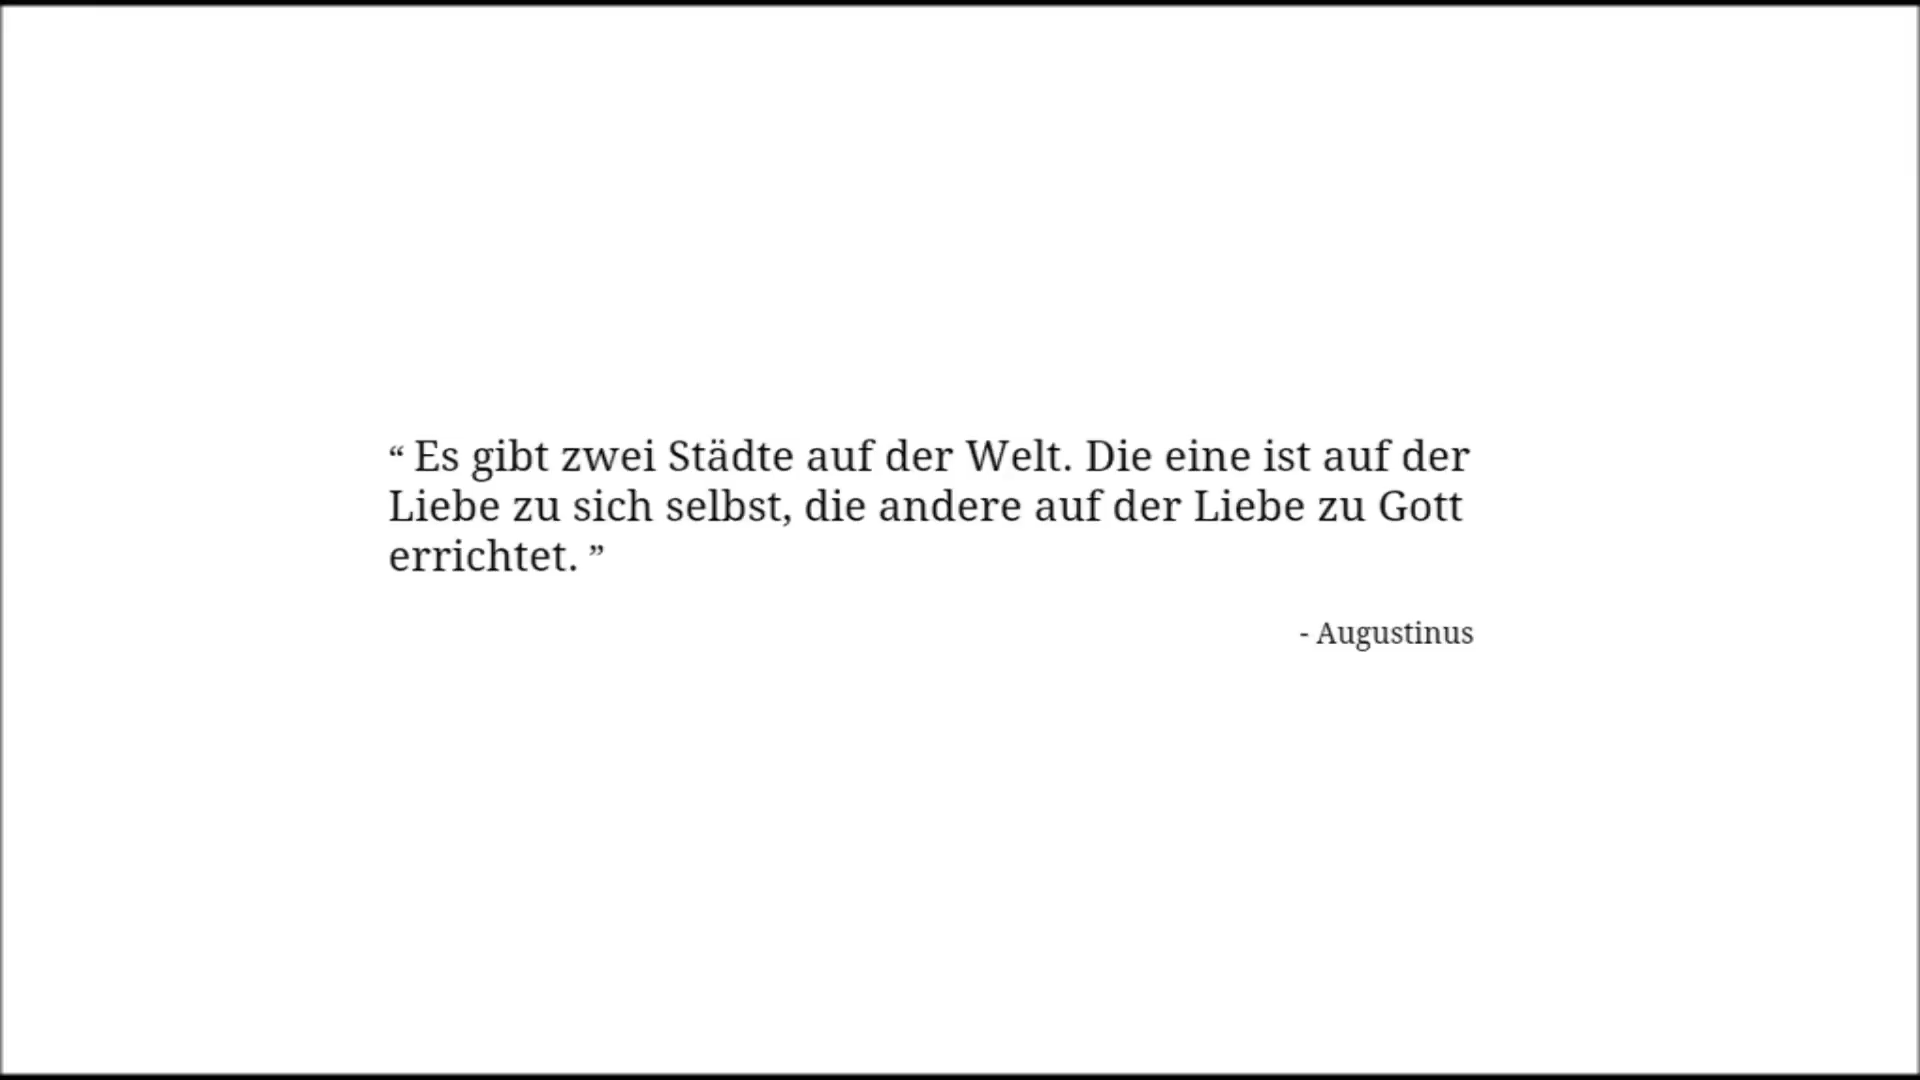 “ Es gibt zwei Städte auf der Welt. Die eine ist auf der
Liebe zu sich selbst, die andere auf der Liebe zu Gott
errichtet. ”
- Augustinus